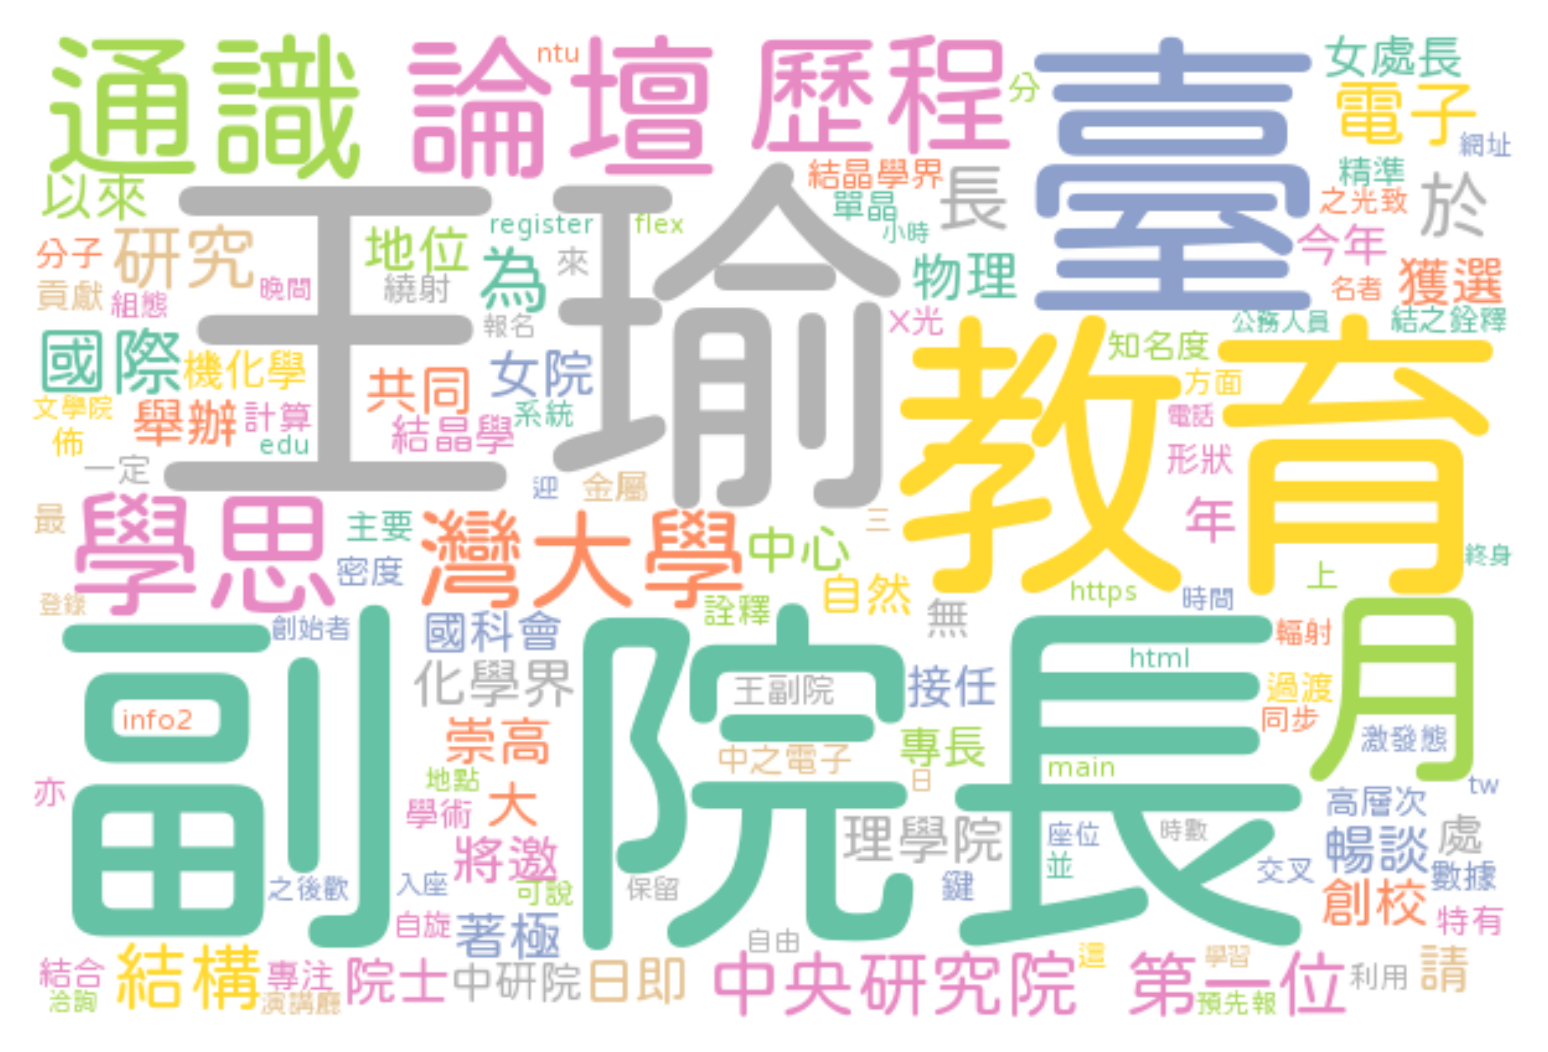 通識 論壇 歷程 臺 女處長
ntu 分 電子 網址
以來 結晶學界 長 精準 於
register flex 單晶 小時 之光致
分子 研究 地位 為 來 物理 今年
貢獻 組態 晚間 繞射 王瑜 名者 獲選
報名 X光 公務人員 結之銓釋
國際 機化學 女院 知名度 教育
文學院 舉辦 計算 共同 系統 方面
佈 edu 結晶學 電話
一定 迎 金屬 形狀
最 學思 主要 灣大學 中心 三 年
密度 自然 上 終身
登錄 詮釋 https 時間
創始者 國科會 無 輻射 月
副院長 化學界 王副院 接任 html 過渡
info2 崇高 中之電子 專長 同步 激發態
亦 地點 日 main tw
學術 大 理學院 座位 時數 高層次
將邀 並 暢談 處
之後歡 入座 可說 保留 鍵 交叉 數據
自旋 著極 自由 創校 特有
結合 結構 專注 院士 中研院 日即 中央研究院 這 第一位 學習 利用 請
洽詢 演講廳 預先報